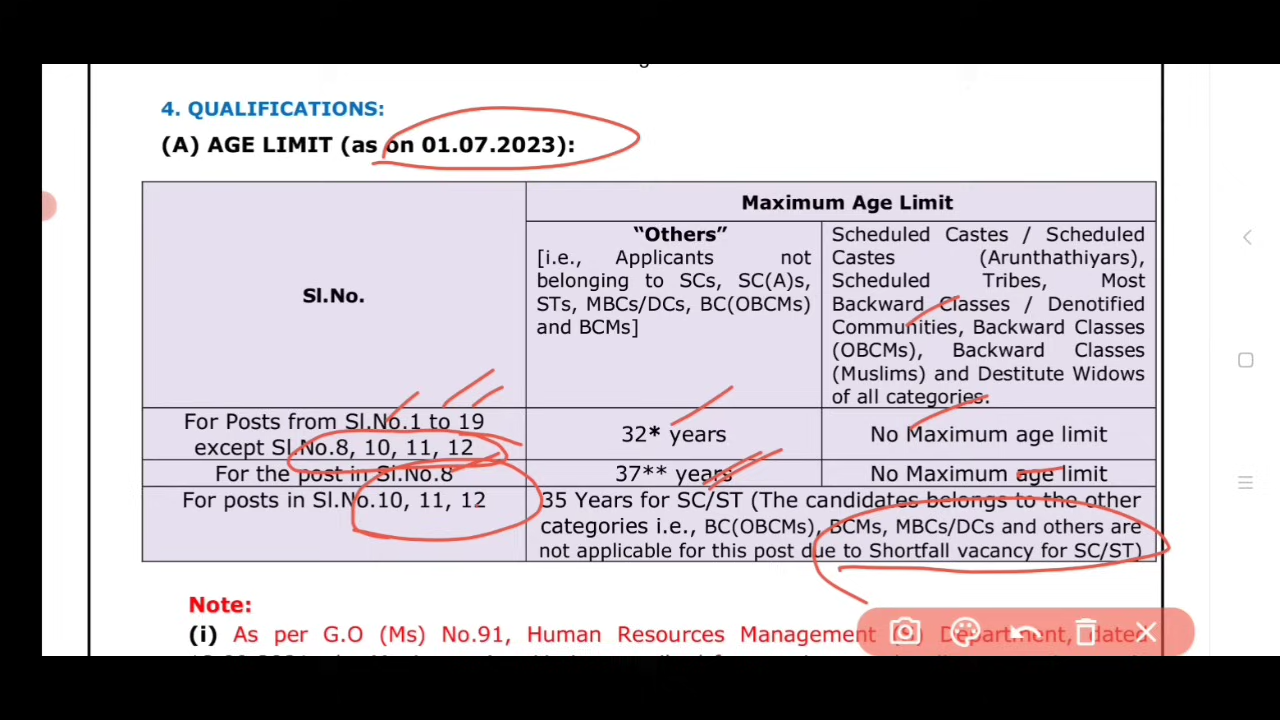 4. QUALIFICATIONS:
(A) AGE LIMIT (as on 01.07.2023):
Sl.No.
Maximum Age Limit
“Others”
[i.e., Applicants not
belonging to SCs, SC(A)s,
STs, MBCs/DCs, BC(OBCMs)
and BCMs]
Scheduled Castes / Scheduled
Castes (Arunthathiyars),
Scheduled Tribes, Most
Backward Classes / Denotified
Communities, Backward Classes
(OBCMs), Backward Classes
(Muslims) and Destitute Widows
of all categories.
For Posts from Sl.No.1 to 19
except Sl.No.8, 10, 11, 12
32* years
No Maximum age limit
For the post in Sl.No.8
37** years
No Maximum age limit
For posts in Sl.No.10, 11, 12
35 Years for SC/ST (The candidates belongs to the other
categories i.e., BC(OBCMs), BCMs, MBCs/DCs and others are
not applicable for this post due to Shortfall vacancy for SC/ST)
Note:
(i) As per G.O (Ms) No.91, Human Resources Management Department, dated